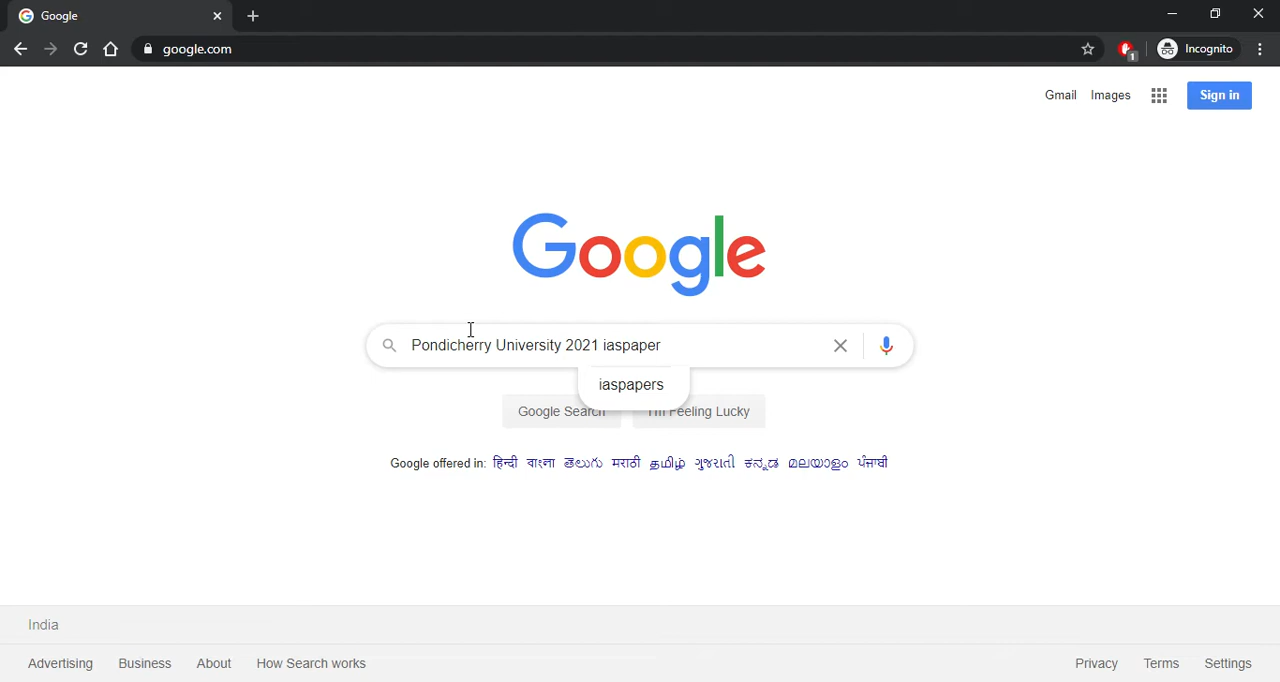 Google
google.com
1
Incognito
Gmail Images
Sign in
Google
Pondicherry University 2021 iaspaper
iaspapers
Google Search I'm Feeling Lucky
Google offered in: हिन्दी বাংলা తెలుగు मराठी தமிழ் ગુજરાતી ಕನ್ನಡ മലയാളം ਪੰਜਾਬੀ
India
Advertising Business About How Search works Privacy Terms Settings